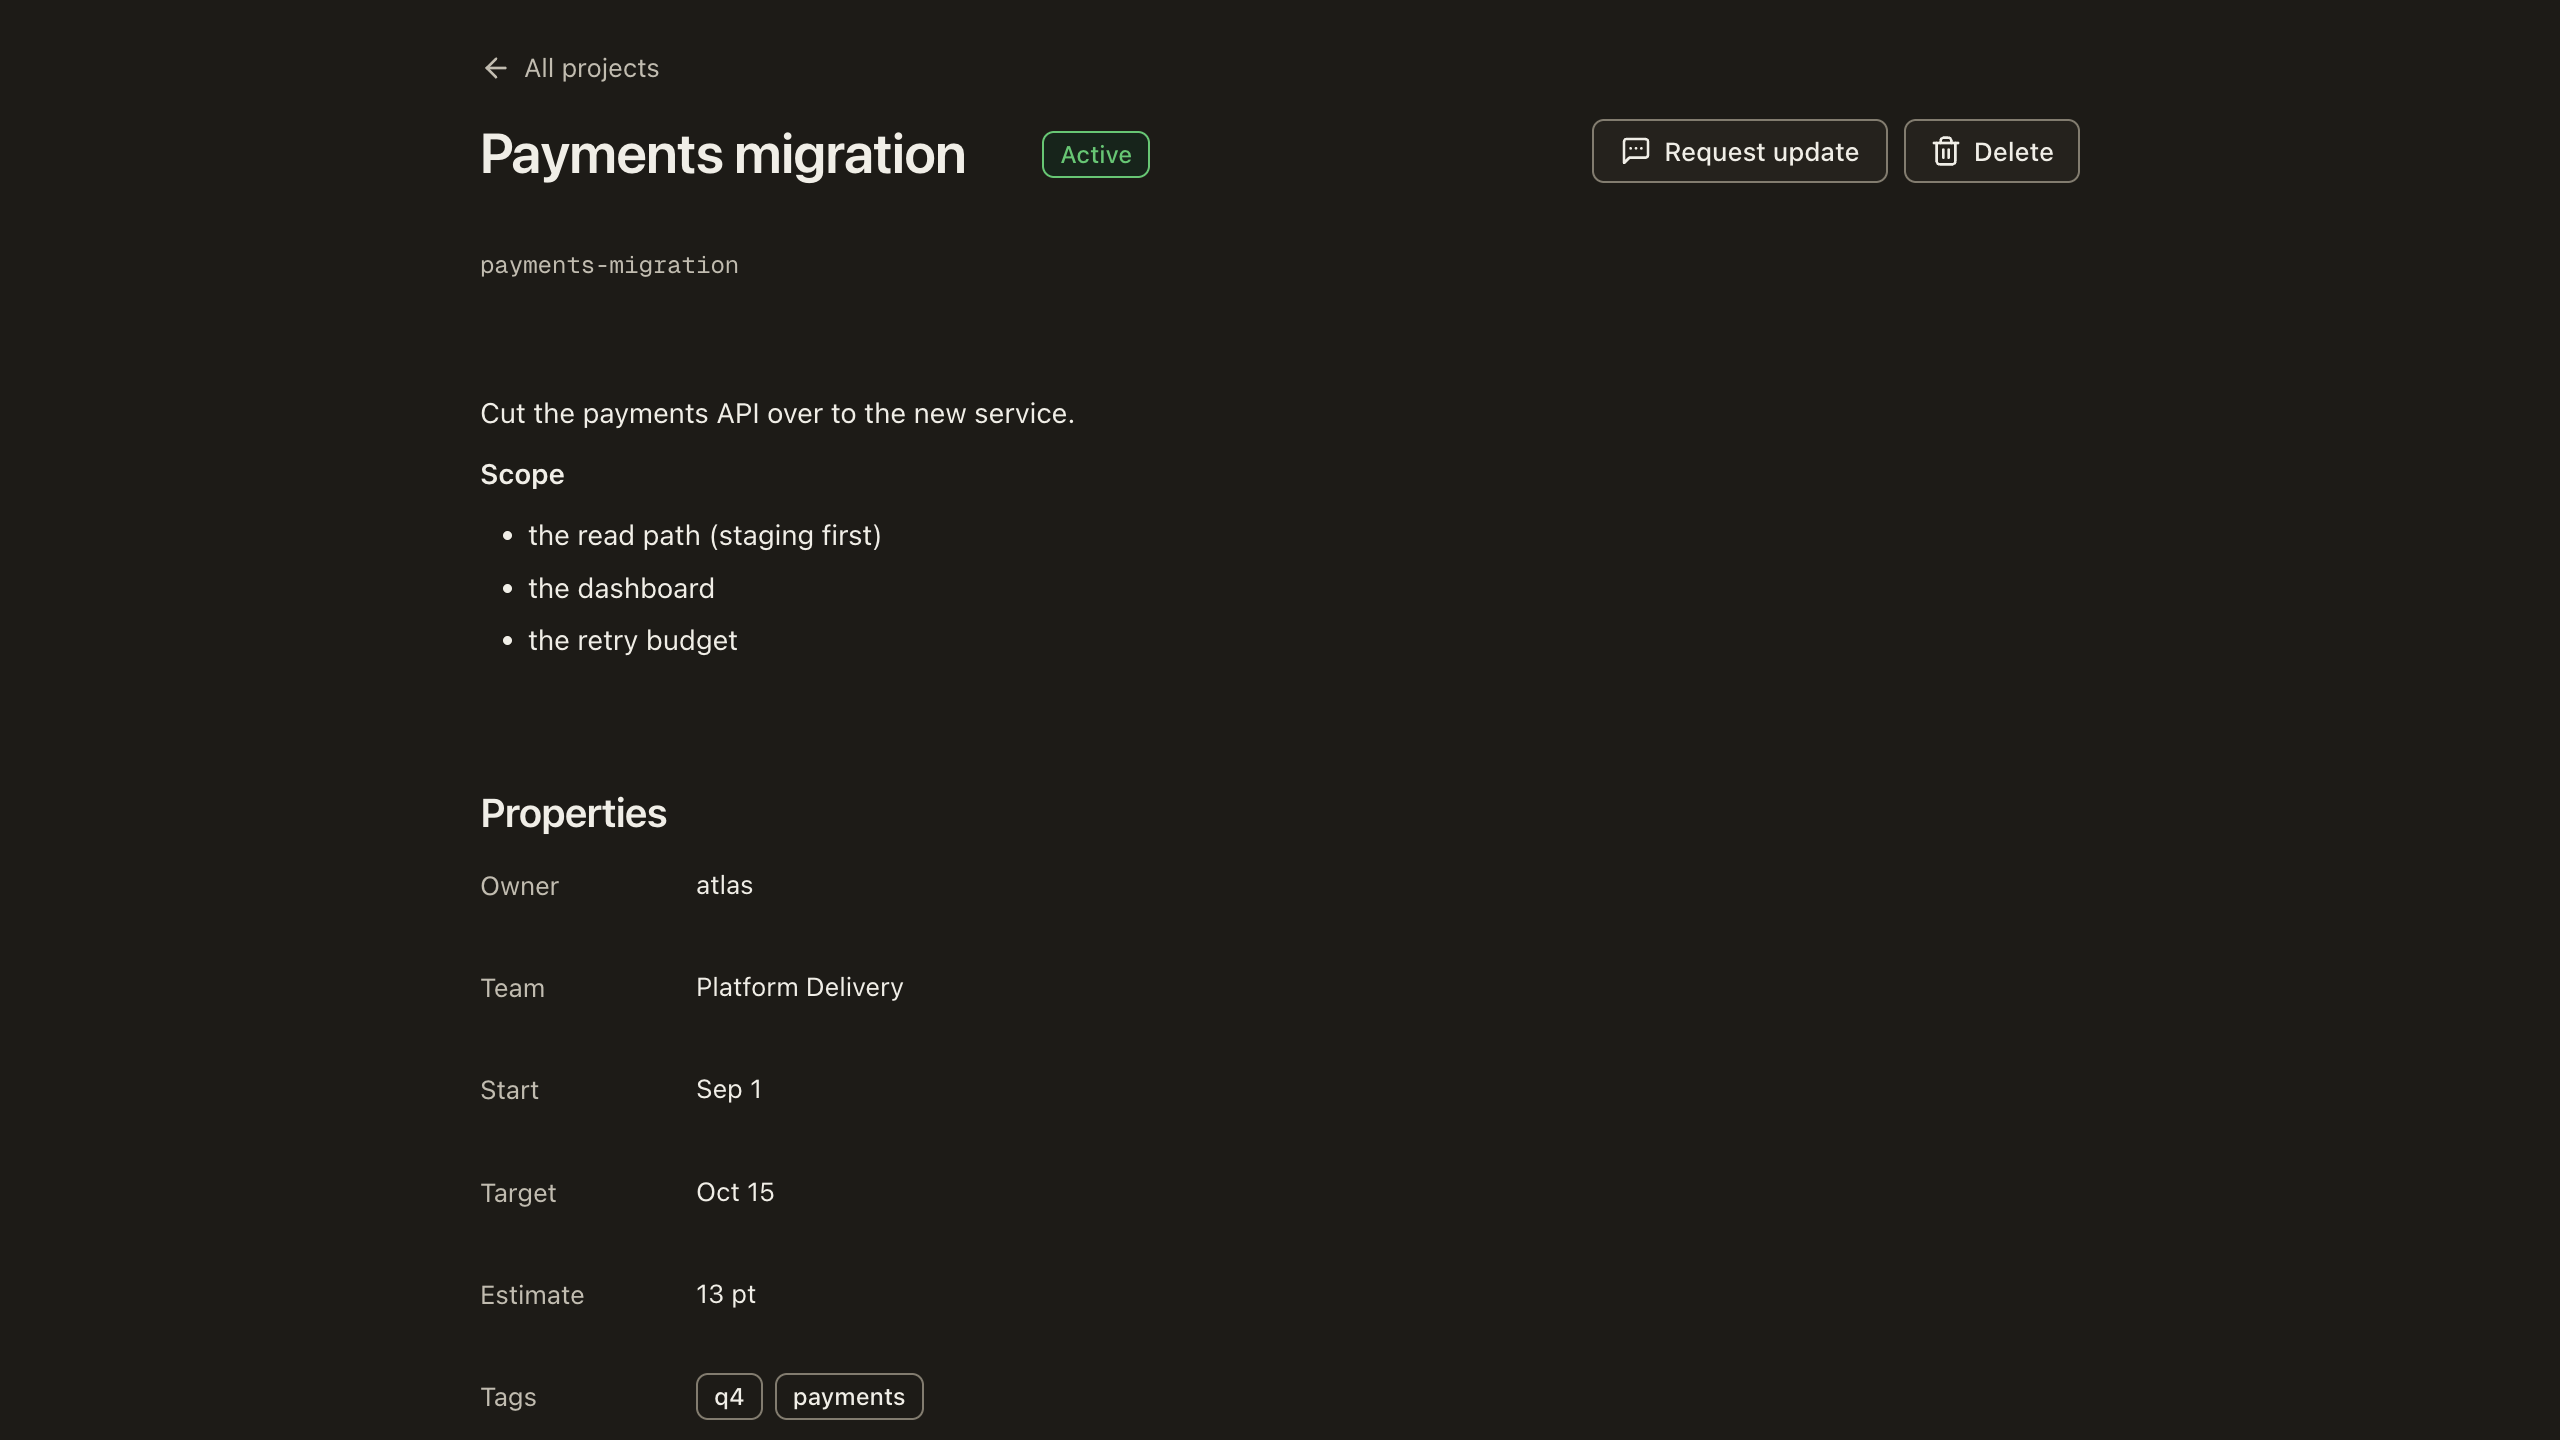 All projects
Payments migration Active Request update Delete
payments-migration
Cut the payments API over to the new service.
Scope
• the read path (staging first)
• the dashboard
• the retry budget
Properties
Owner atlas
Team Platform Delivery
Start Sep 1
Target Oct 15
Estimate 13 pt
Tags q4 payments